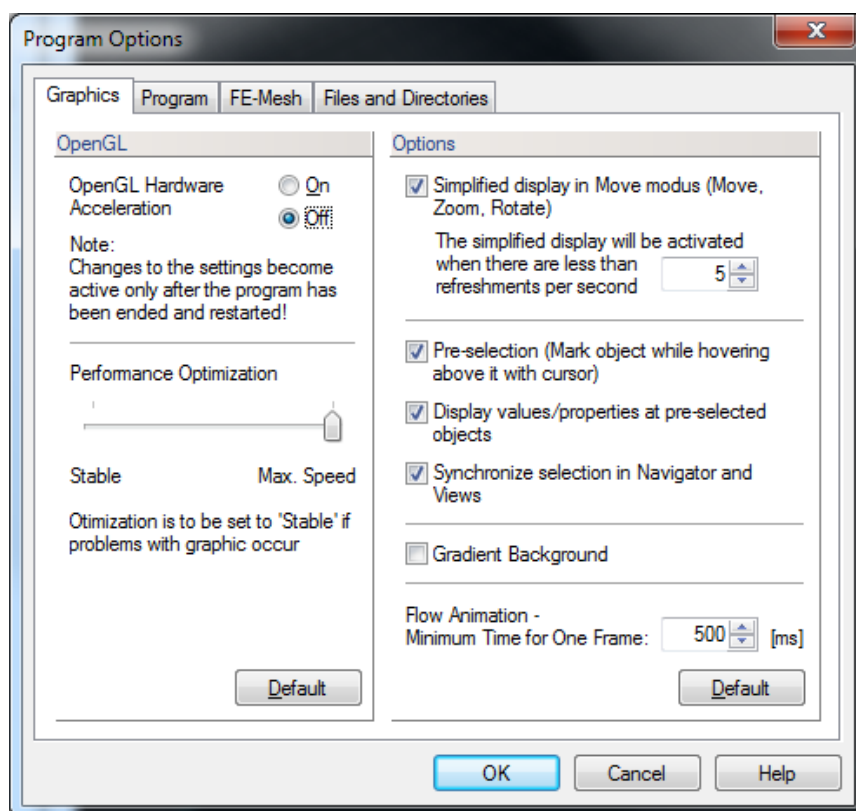 Program Options
Graphics
Program
FE-Mesh
Files and Directories
OpenGL
OpenGL Hardware
Acceleration
On
Off
Note:
Changes to the settings become
active only after the program has
been ended and restarted!
Performance Optimization
Stable
Max. Speed
Otimization is to be set to 'Stable' if
problems with graphic occur
Default
Options
Simplified display in Move modus (Move,
Zoom, Rotate)
The simplified display will be activated
when there are less than
5
refreshments per second
Pre-selection (Mark object while hovering
above it with cursor)
Display values/properties at pre-selected
objects
Synchronize selection in Navigator and
Views
Gradient Background
Flow Animation -
Minimum Time for One Frame: 500 [ms]
Default
OK
Cancel
Help